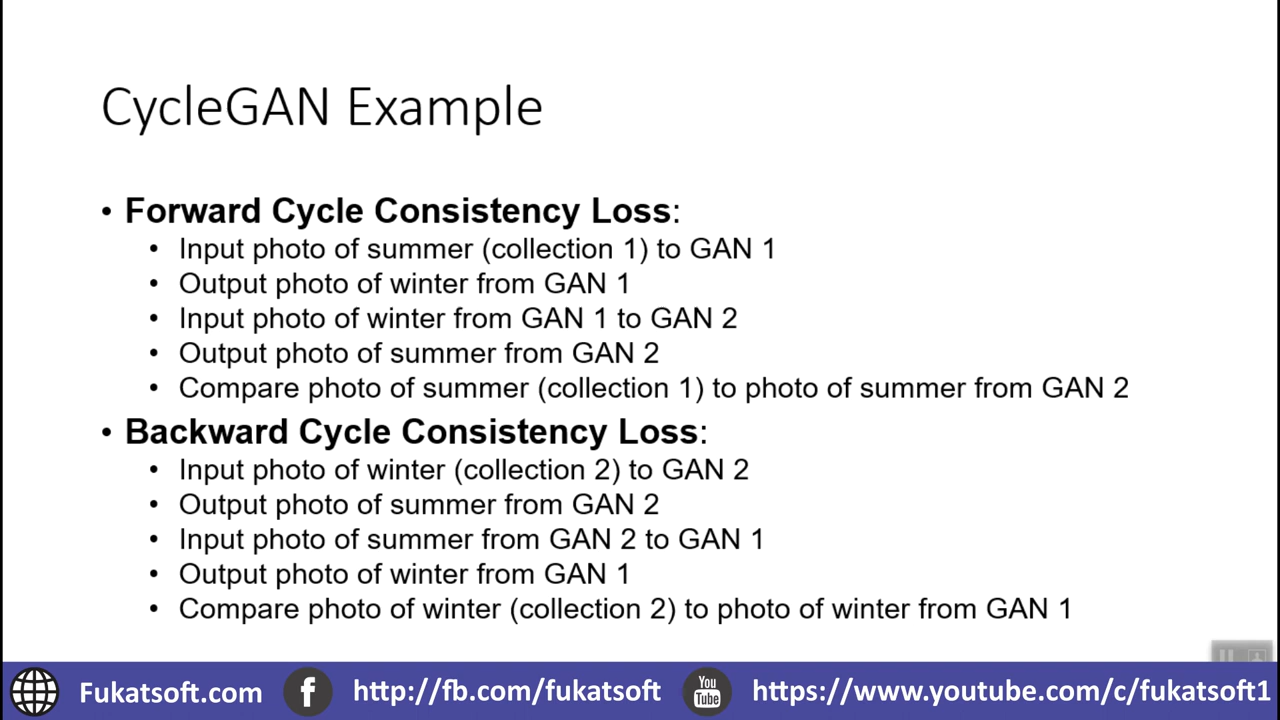 CycleGAN Example
• Forward Cycle Consistency Loss:
• Input photo of summer (collection 1) to GAN 1
• Output photo of winter from GAN 1
• Input photo of winter from GAN 1 to GAN 2
• Output photo of summer from GAN 2
• Compare photo of summer (collection 1) to photo of summer from GAN 2
• Backward Cycle Consistency Loss:
• Input photo of winter (collection 2) to GAN 2
• Output photo of summer from GAN 2
• Input photo of summer from GAN 2 to GAN 1
• Output photo of winter from GAN 1
• Compare photo of winter (collection 2) to photo of winter from GAN 1
Fukatsoft.com f http://fb.com/fukatsoft You Tube https://www.youtube.com/c/fukatsoft1